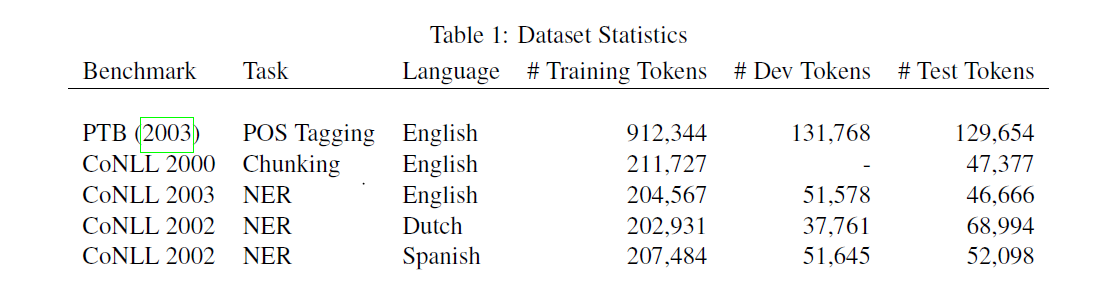 Table 1: Dataset Statistics
Benchmark Task Language # Training Tokens # Dev Tokens # Test Tokens
PTB (2003) POS Tagging English 912,344 131,768 129,654
CoNLL 2000 Chunking English 211,727 - 47,377
CoNLL 2003 NER English 204,567 51,578 46,666
CoNLL 2002 NER Dutch 202,931 37,761 68,994
CoNLL 2002 NER Spanish 207,484 51,645 52,098